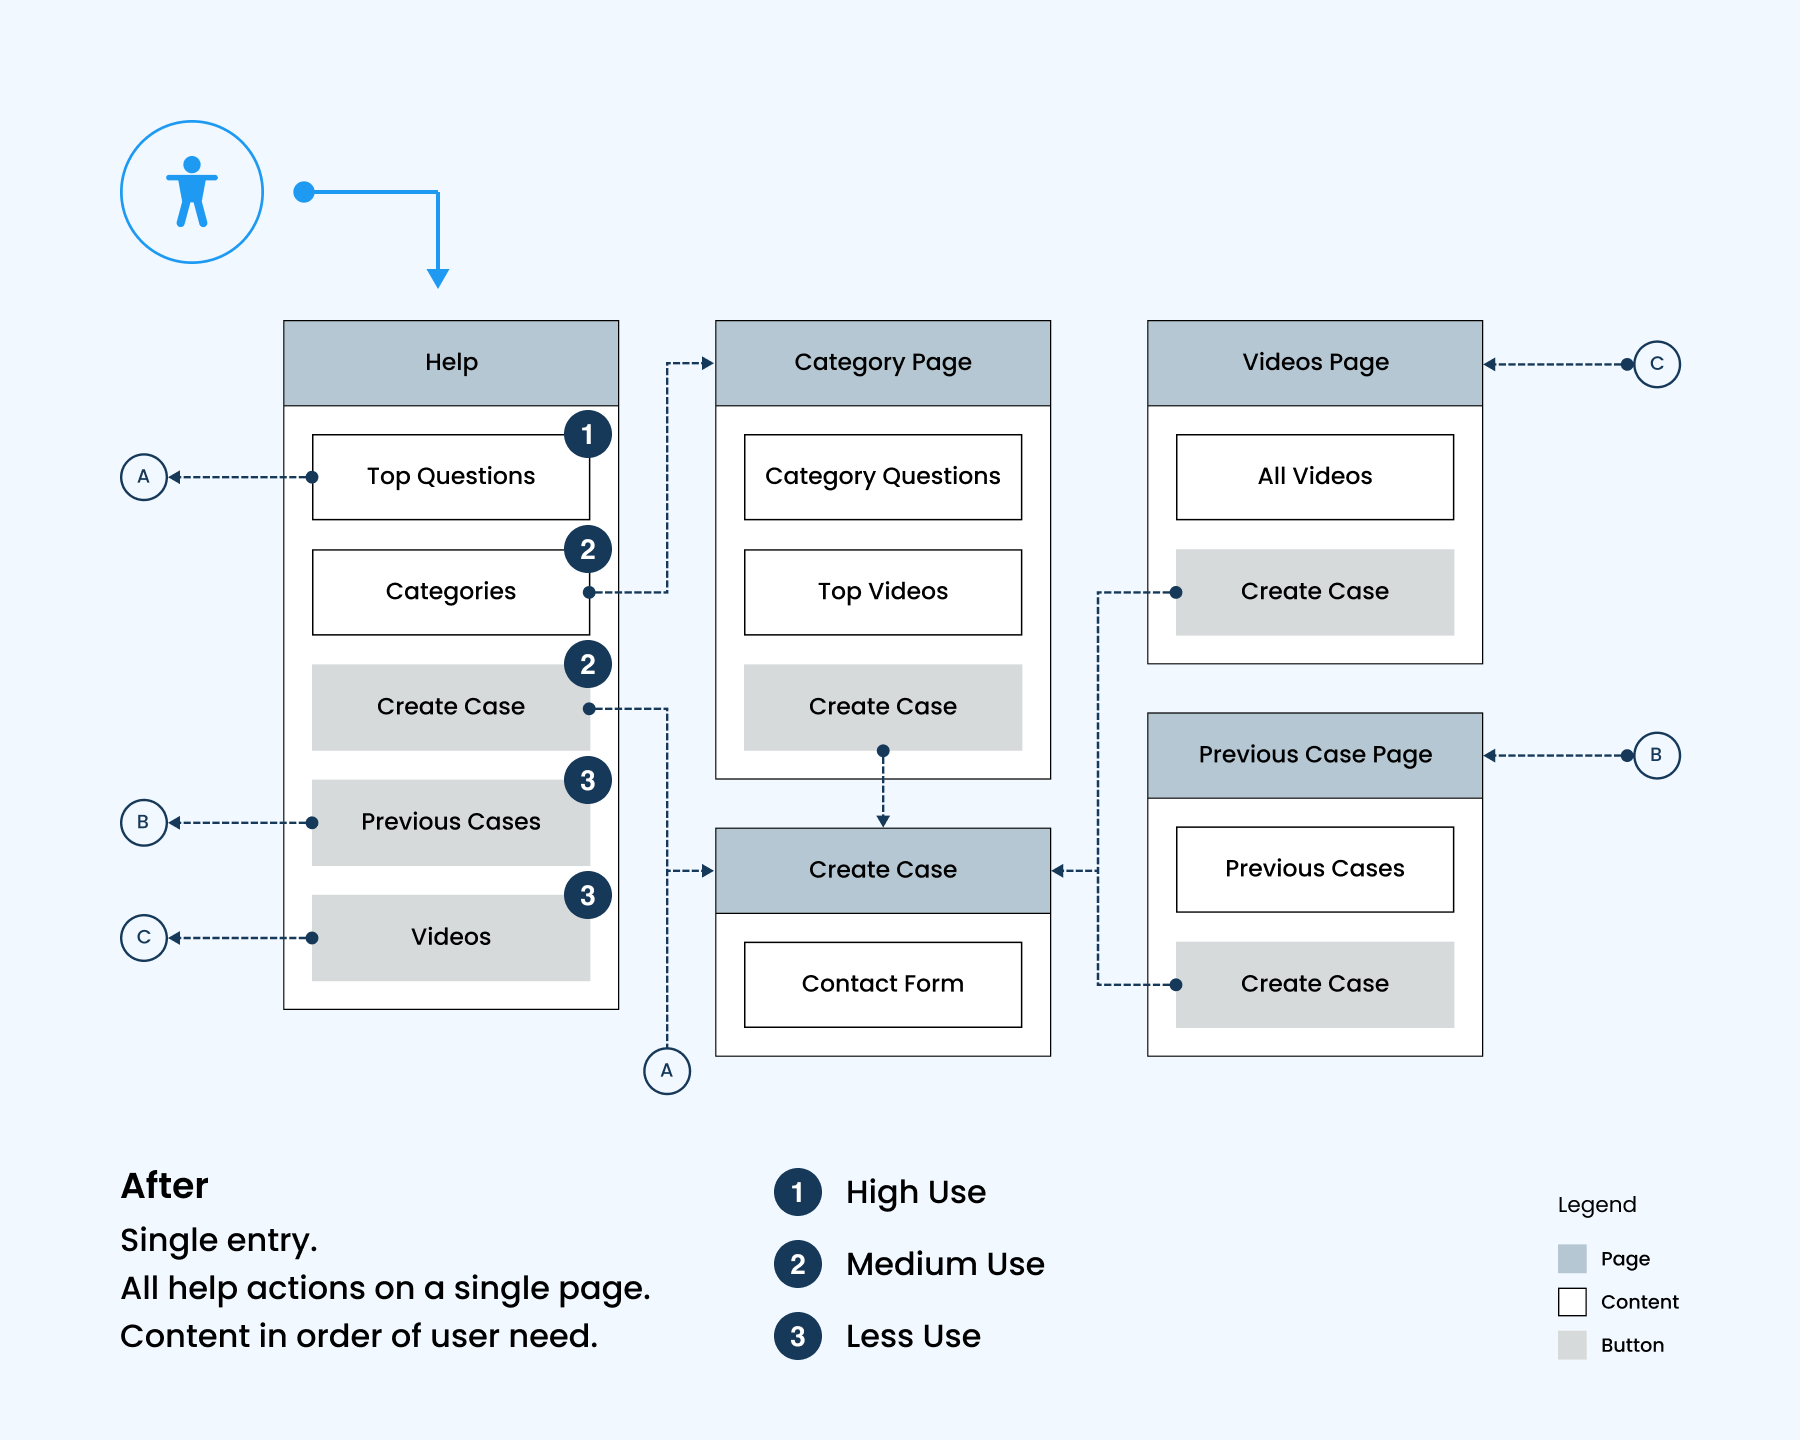 Help
1
Top Questions
A
2
Categories
2
Create Case
3
Previous Cases
B
3
Videos
C
Category Page
Category Questions
Top Videos
Create Case
Create Case
Contact Form
A
Videos Page
C
All Videos
Create Case
Previous Case Page
B
Previous Cases
Create Case
After
Single entry.
All help actions on a single page.
Content in order of user need.
1 High Use
2 Medium Use
3 Less Use
Legend
Page
Content
Button